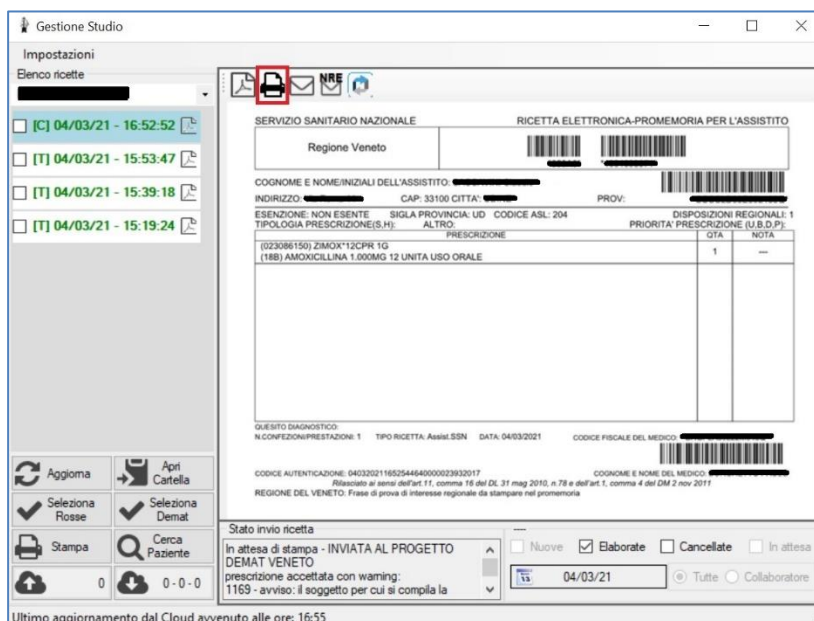 Gestione Studio
Impostazioni
Elenco ricette
[C] 04/03/21 - 16:52:52
[T] 04/03/21 - 15:53:47
[T] 04/03/21 - 15:39:18
[T] 04/03/21 - 15:19:24
Aggiorna
Apri Cartella
Seleziona Rosse
Seleziona Demat
Stampa
Cerca Paziente
0
0 - 0 - 0
NRE
SERVIZIO SANITARIO NAZIONALE RICETTA ELETTRONICA-PROMEMORIA PER L'ASSISTITO
Regione Veneto
COGNOME E NOME/INIZIALI DELL'ASSISTITO:
INDIRIZZO: CAP: 33100 CITTA': PROV:
ESENZIONE: NON ESENTE SIGLA PROVINCIA: UD CODICE ASL: 204 DISPOSIZIONI REGIONALI: 1
TIPOLOGIA PRESCRIZIONE(S,H): ALTRO: PRIORITA' PRESCRIZIONE (U,B,D,P):
PRESCRIZIONE QTA NOTA
(023086150) ZIMOX*12CPR 1G 1 ---
(18B) AMOXICILLINA 1.000MG 12 UNITA USO ORALE
QUESITO DIAGNOSTICO:
N.CONFEZIONI/PRESTAZIONI: 1 TIPO RICETTA: Assist.SSN DATA: 04/03/2021 CODICE FISCALE DEL MEDICO:
CODICE AUTENTICAZIONE: COGNOME E NOME DEL MEDICO:
Rilasciato ai sensi dell'art.11, comma 16 del DL 31 mag 2010, n.78 e dell'art.1, comma 4 del DM 2 nov 2011
REGIONE DEL VENETO: Frase di prova di interesse regionale da stampare nel promemoria
Stato invio ricetta
In attesa di stampa - INVIATA AL PROGETTO
DEMAT VENETO
prescrizione accettata con warning:
1169 - avviso: il soggetto per cui si compila la
Nuove Elaborate Cancellate In attesa
04/03/21 Tutte Collaboratore
Ultimo aggiornamento dal Cloud avvenuto alle ore: 16:55